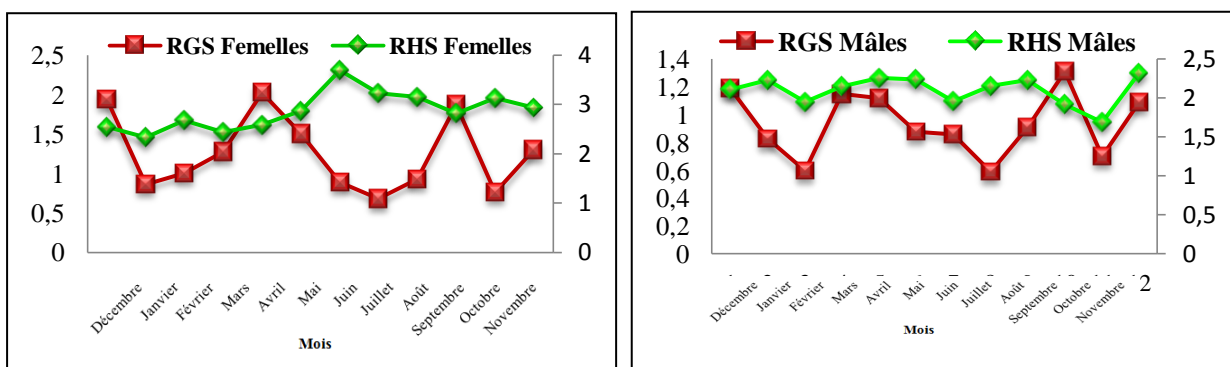 RGS Femelles RHS Femelles
2,5
2
1,5
1
0,5
0
4
3
2
1
0
Décembre
Janvier
Février
Mars
Avril
Mai
Juin
Juillet
Août
Septembre
Octobre
Novembre
Mois
RGS Mâles RHS Mâles
1,4
1,2
1
0,8
0,6
0,4
0,2
0
2,5
2
1,5
1
0,5
0
Décembre
Janvier
Février
Mars
Avril
Mai
Juin
Juillet
Août
Septembre
Octobre
Novembre
2
Mois